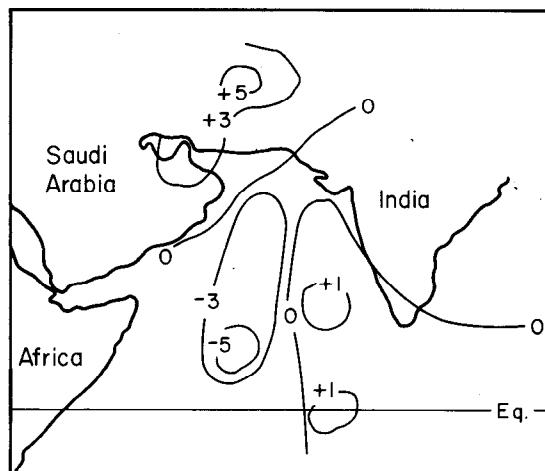 +5
+3
0
Saudi
Arabia
India
0
-3
+1
0
0
-5
Africa
+1
Eq.